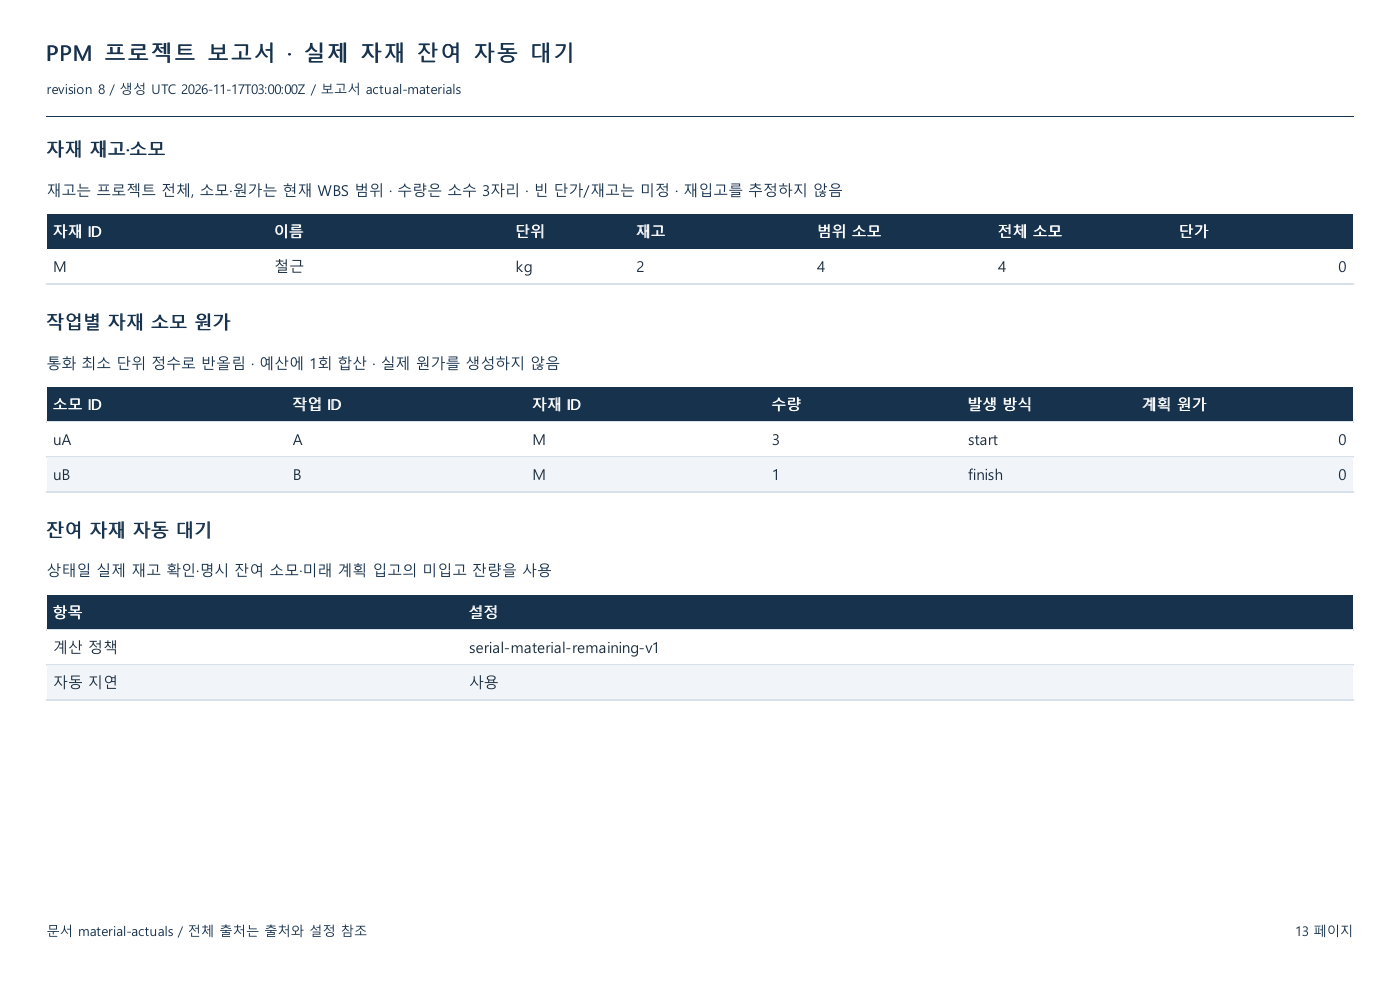 PPM 프로젝트 보고서 · 실제 자재 잔여 자동 대기
revision 8 / 생성 UTC 2026-11-17T03:00:00Z / 보고서 actual-materials
자재 재고·소모
재고는 프로젝트 전체, 소모·원가는 현재 WBS 범위 · 수량은 소수 3자리 · 빈 단가/재고는 미정 · 재입고를 추정하지 않음
자재 ID 이름 단위 재고 범위 소모 전체 소모 단가
M 철근 kg 2 4 4 0
작업별 자재 소모 원가
통화 최소 단위 정수로 반올림 · 예산에 1회 합산 · 실제 원가를 생성하지 않음
소모 ID 작업 ID 자재 ID 수량 발생 방식 계획 원가
uA A M 3 start 0
uB B M 1 finish 0
잔여 자재 자동 대기
상태일 실제 재고 확인·명시 잔여 소모·미래 계획 입고의 미입고 잔량을 사용
항목 설정
계산 정책 serial-material-remaining-v1
자동 지연 사용
문서 material-actuals / 전체 출처는 출처와 설정 참조 13 페이지